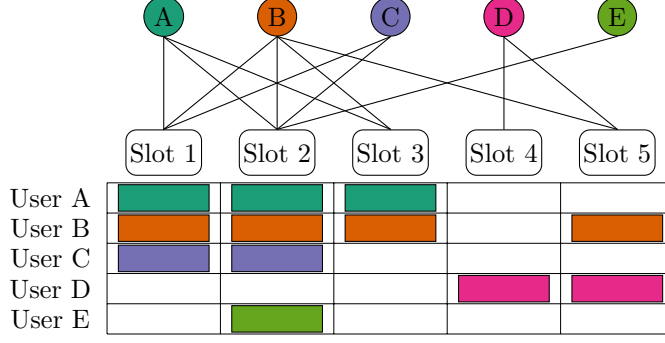 A B C D E
Slot 1 Slot 2 Slot 3 Slot 4 Slot 5
User A
User B
User C
User D
User E